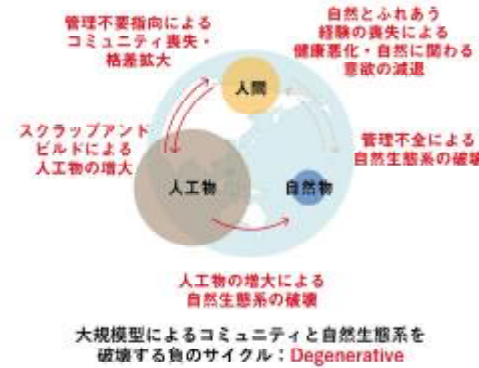 管理不要指向による
コミュニティ喪失・
格差拡大
自然とふれあう
経験の喪失による
健康悪化・自然に関わる
意欲の減退
人間
スクラップアンド
ビルドによる
人工物の増大
管理不全による
自然生態系の破壊
人工物
自然物
人工物の増大による
自然生態系の破壊
大規模型によるコミュニティと自然生態系を
破壊する負のサイクル：Degenerative